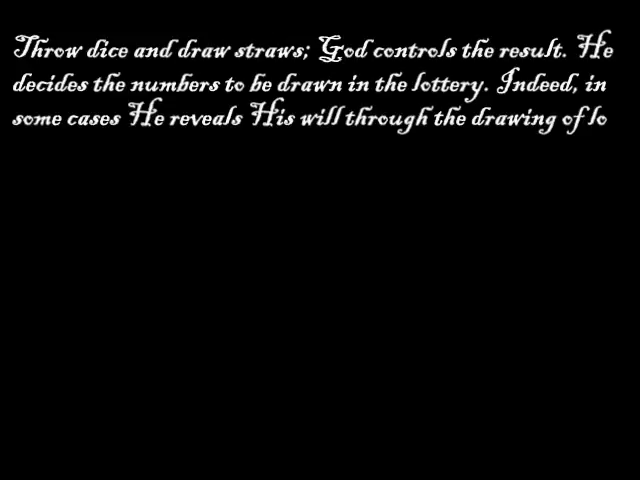 Throw dice and draw straws; God controls the result. He
decides the numbers to be drawn in the lottery. Indeed, in
some cases He reveals His will through the drawing of lo